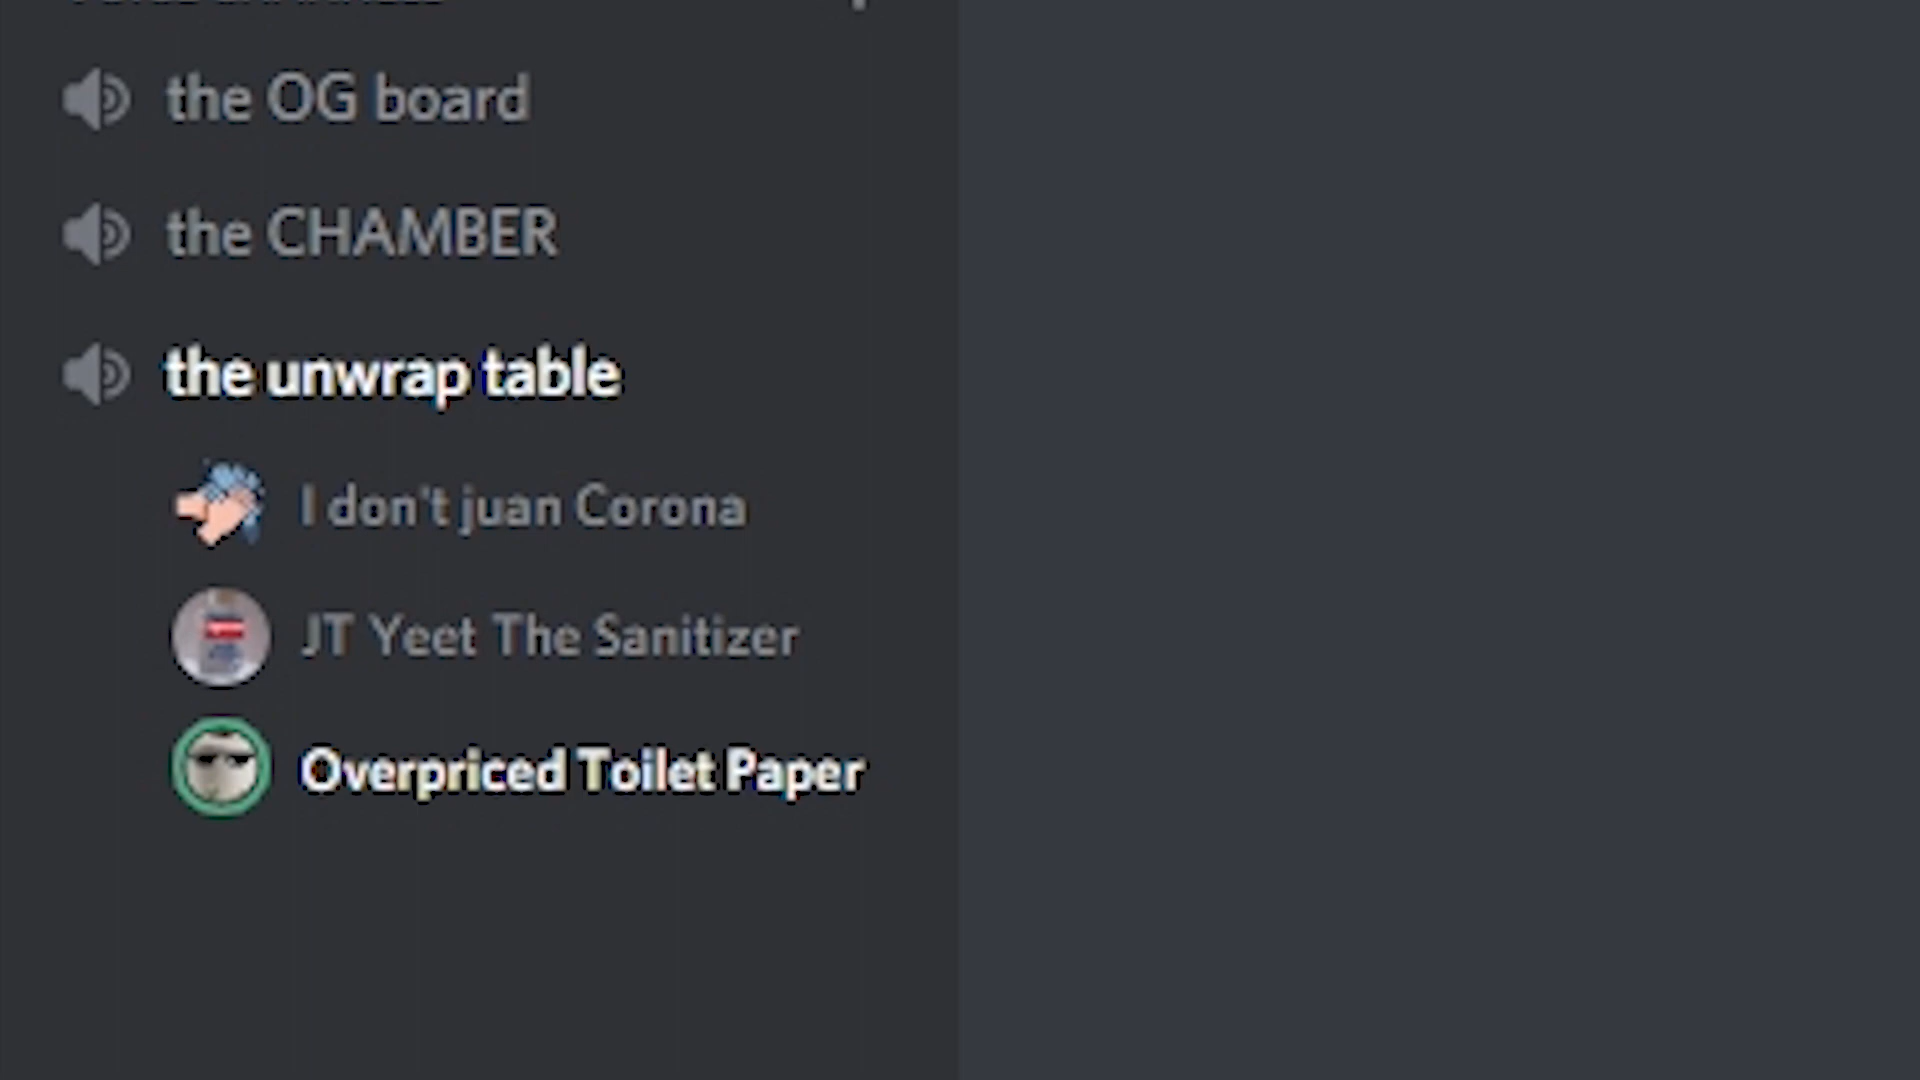 the OG board
the CHAMBER
the unwrap table
I don't juan Corona
JT Yeet The Sanitizer
Overpriced Toilet Paper